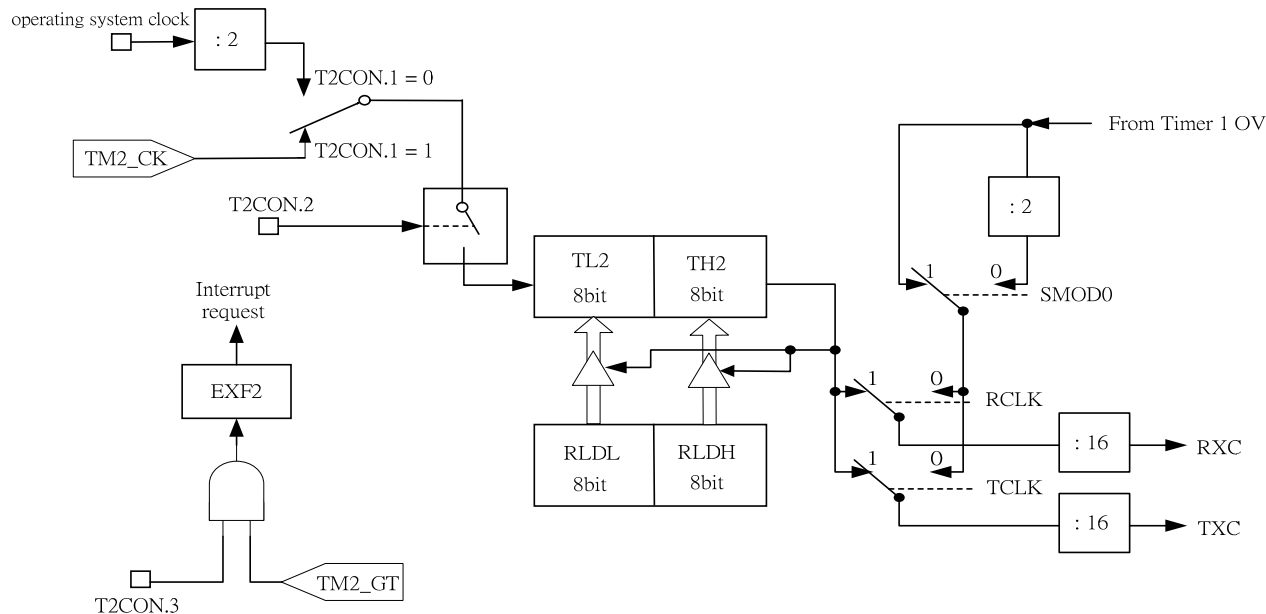 operating system clock
: 2
T2CON.1 = 0
TM2_CK
T2CON.1 = 1
From Timer 1 OV
: 2
T2CON.2
TL2
8bit
TH2
8bit
1
0
SMOD0
Interrupt
request
EXF2
1
0
RCLK
: 16
RXC
RLDL
8bit
RLDH
8bit
1
0
TCLK
: 16
TXC
TM2_GT
T2CON.3